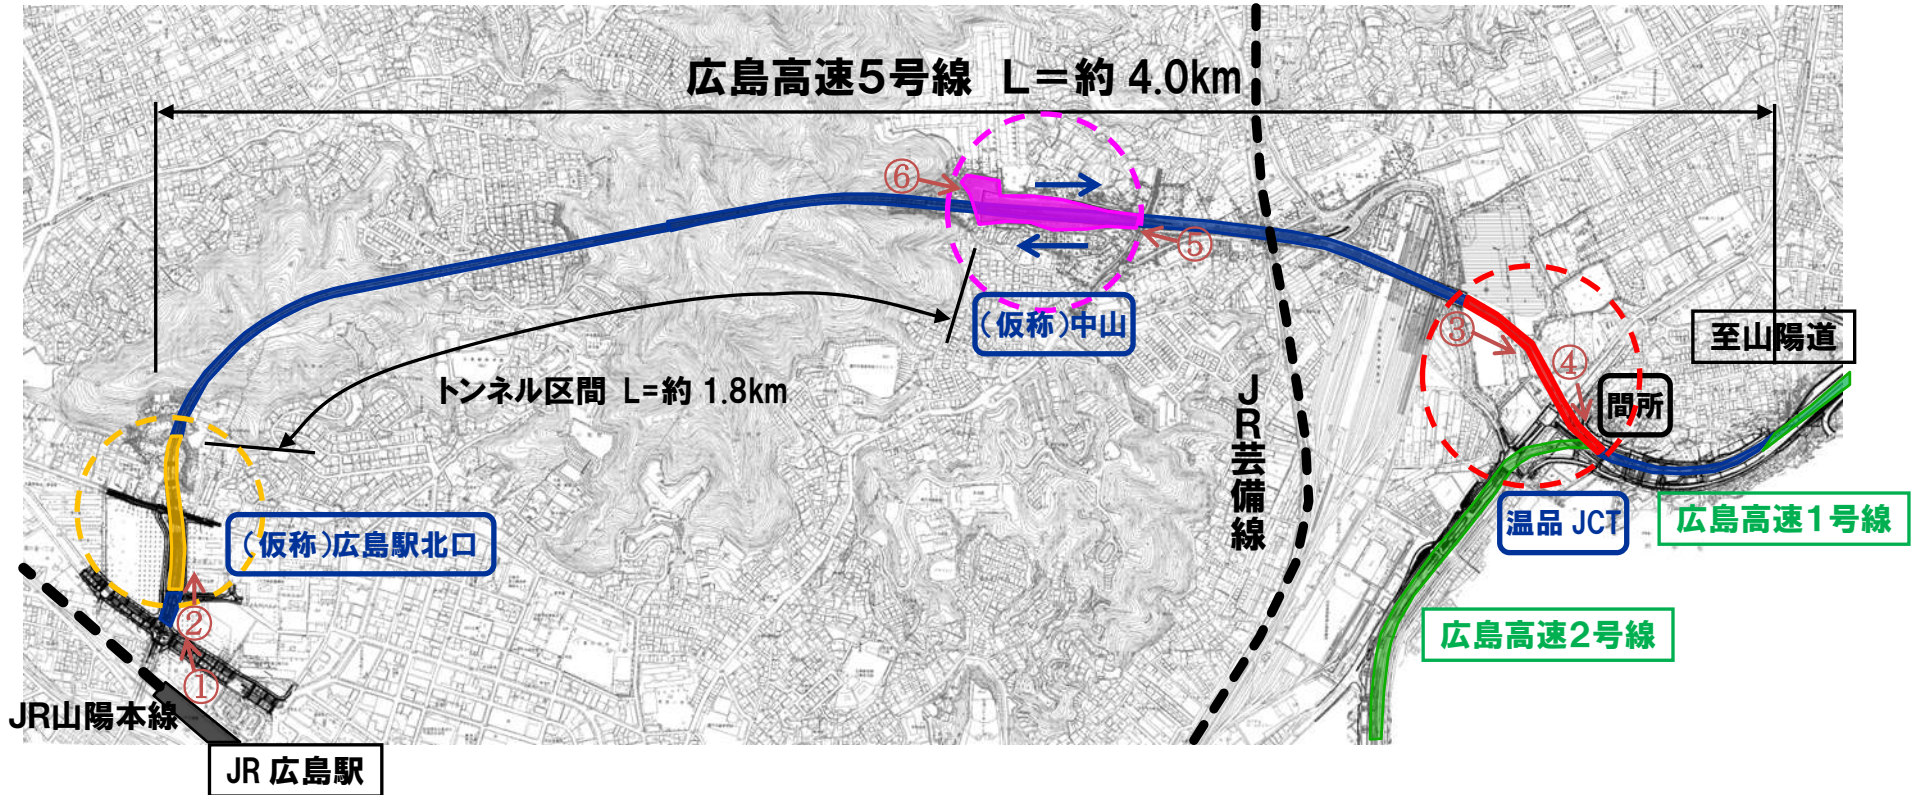 広島高速5号線 L＝約 4.0km
⑥
⑤
（仮称）中山
③
④
至山陽道
間所
トンネル区間 L=約 1.8km
JR芸備線
（仮称）広島駅北口
温品 JCT
広島高速1号線
広島高速2号線
②
①
JR山陽本線
JR 広島駅